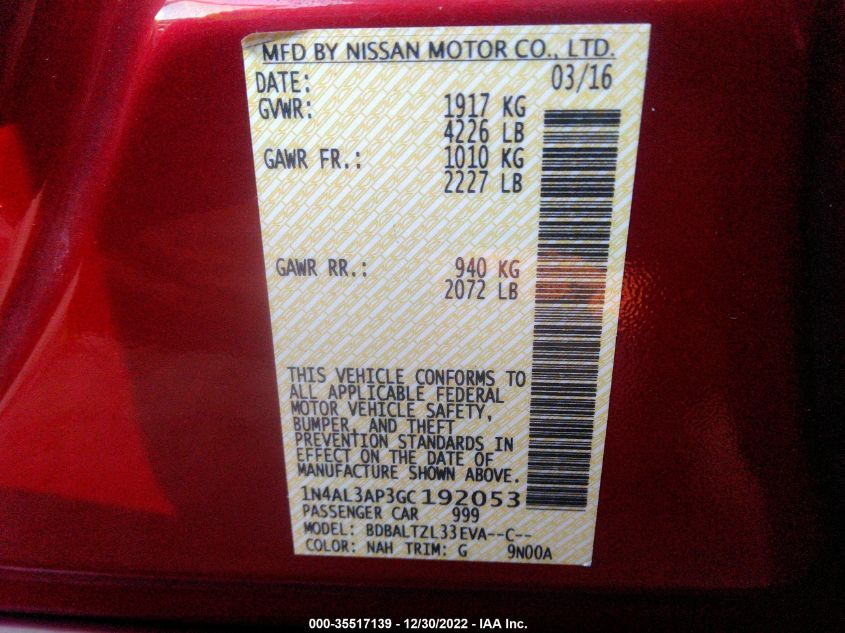 MFD BY NISSAN MOTOR CO., LTD.
DATE: 03/16
GVWR: 1917 KG
4226 LB
GAWR FR.: 1010 KG
2227 LB
GAWR RR.: 940 KG
2072 LB
THIS VEHICLE CONFORMS TO
ALL APPLICABLE FEDERAL
MOTOR VEHICLE SAFETY,
BUMPER, AND THEFT
PREVENTION STANDARDS IN
EFFECT ON THE DATE OF
MANUFACTURE SHOWN ABOVE.
1N4AL3AP3GC192053
PASSENGER CAR 999
MODEL: BDBALTZL33EVA--C--
COLOR: NAH TRIM: G 9N00A
000-35517139 - 12/30/2022 - IAA Inc.